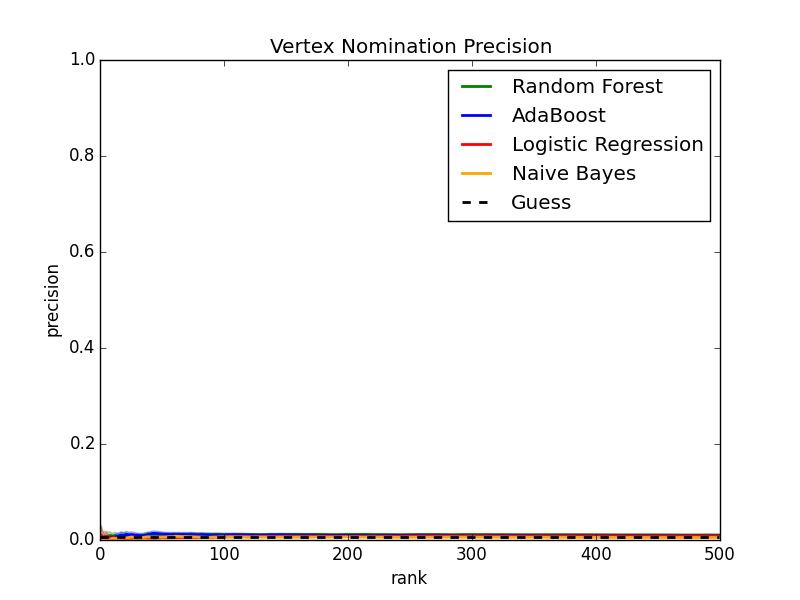 Vertex Nomination Precision
1.0
0.8
0.6
0.4
0.2
0.0
precision
Random Forest
AdaBoost
Logistic Regression
Naive Bayes
Guess
0 100 200 300 400 500
rank